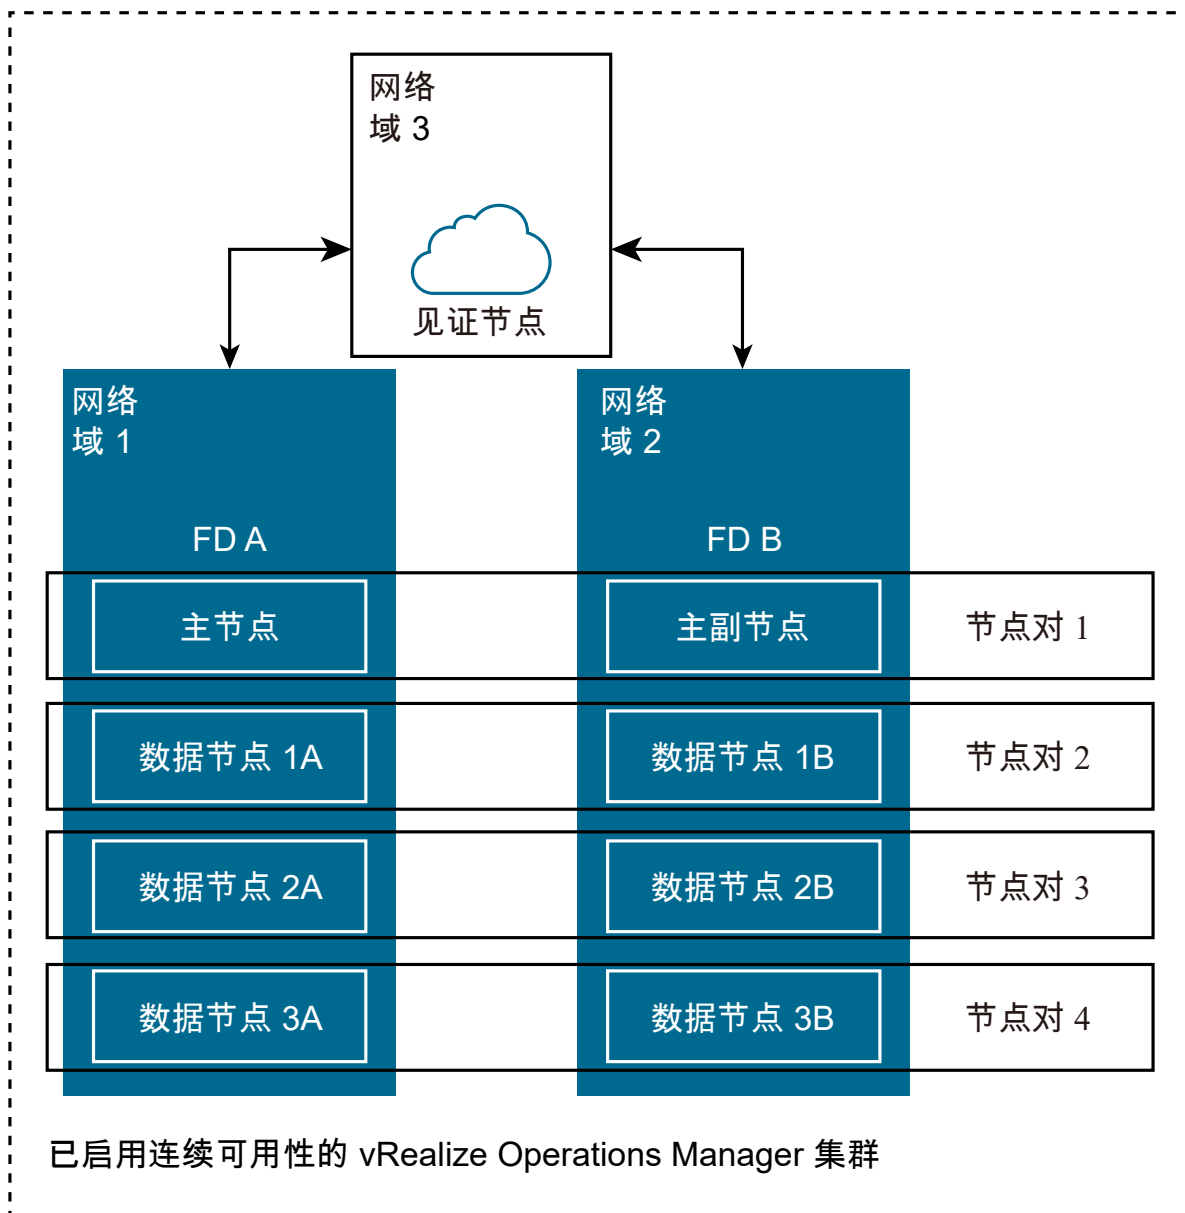 网络
域 3
见证节点
网络
域 1
网络
域 2
FD A
FD B
主节点
主副节点
节点对 1
数据节点 1A
数据节点 1B
节点对 2
数据节点 2A
数据节点 2B
节点对 3
数据节点 3A
数据节点 3B
节点对 4
已启用连续可用性的 vRealize Operations Manager 集群